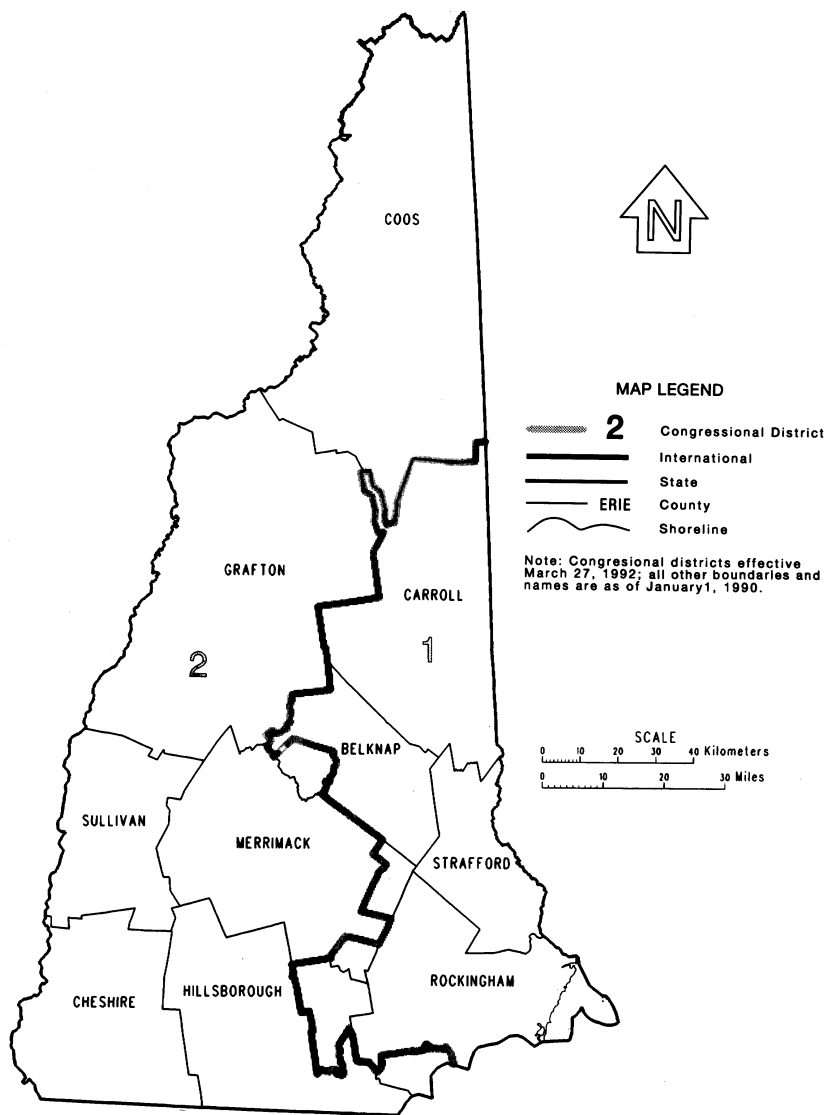 COOS
N
MAP LEGEND
2 Congressional District
International
State
ERIE County
Shoreline
Note: Congresional districts effective
March 27, 1992; all other boundaries and
names are as of January1, 1990.
GRAFTON
CARROLL
2
1
SCALE
0 10 20 30 40 Kilometers
0 10 20 30 Miles
BELKNAP
SULLIVAN
MERRIMACK
STRAFFORD
CHESHIRE
HILLSBOROUGH
ROCKINGHAM